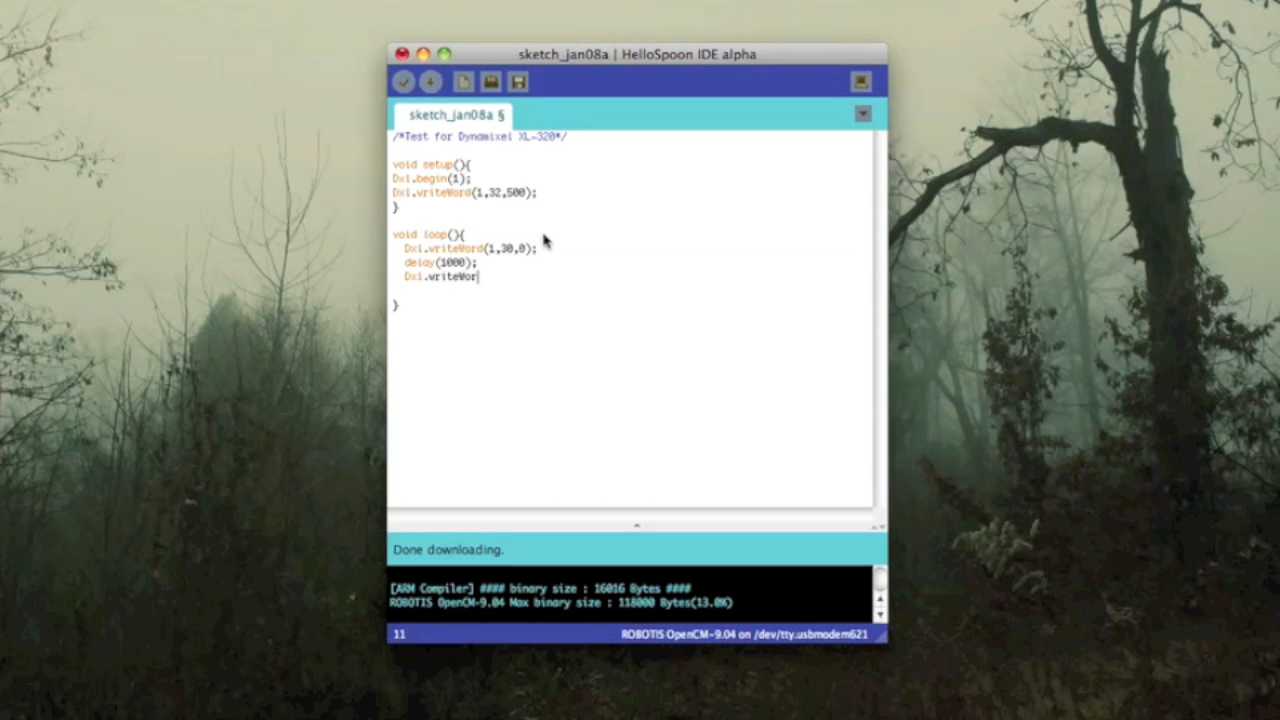 sketch_jan08a | HelloSpoon IDE alpha
sketch_jan08a §
/*Test for Dynamixel XL-320*/
void setup(){
Dxl.begin(1);
Dxl.writeWord(1,32,500);
}
void loop(){
Dxl.writeWord(1,30,0);
delay(1000);
Dxl.writeWor
}
Done downloading.
[ARM Compiler] #### binary size : 16016 Bytes ####
ROBOTIS OpenCM-9.04 Max binary size : 118000 Bytes(13.0%)
11
ROBOTIS OpenCM-9.04 on /dev/tty.usbmodem621